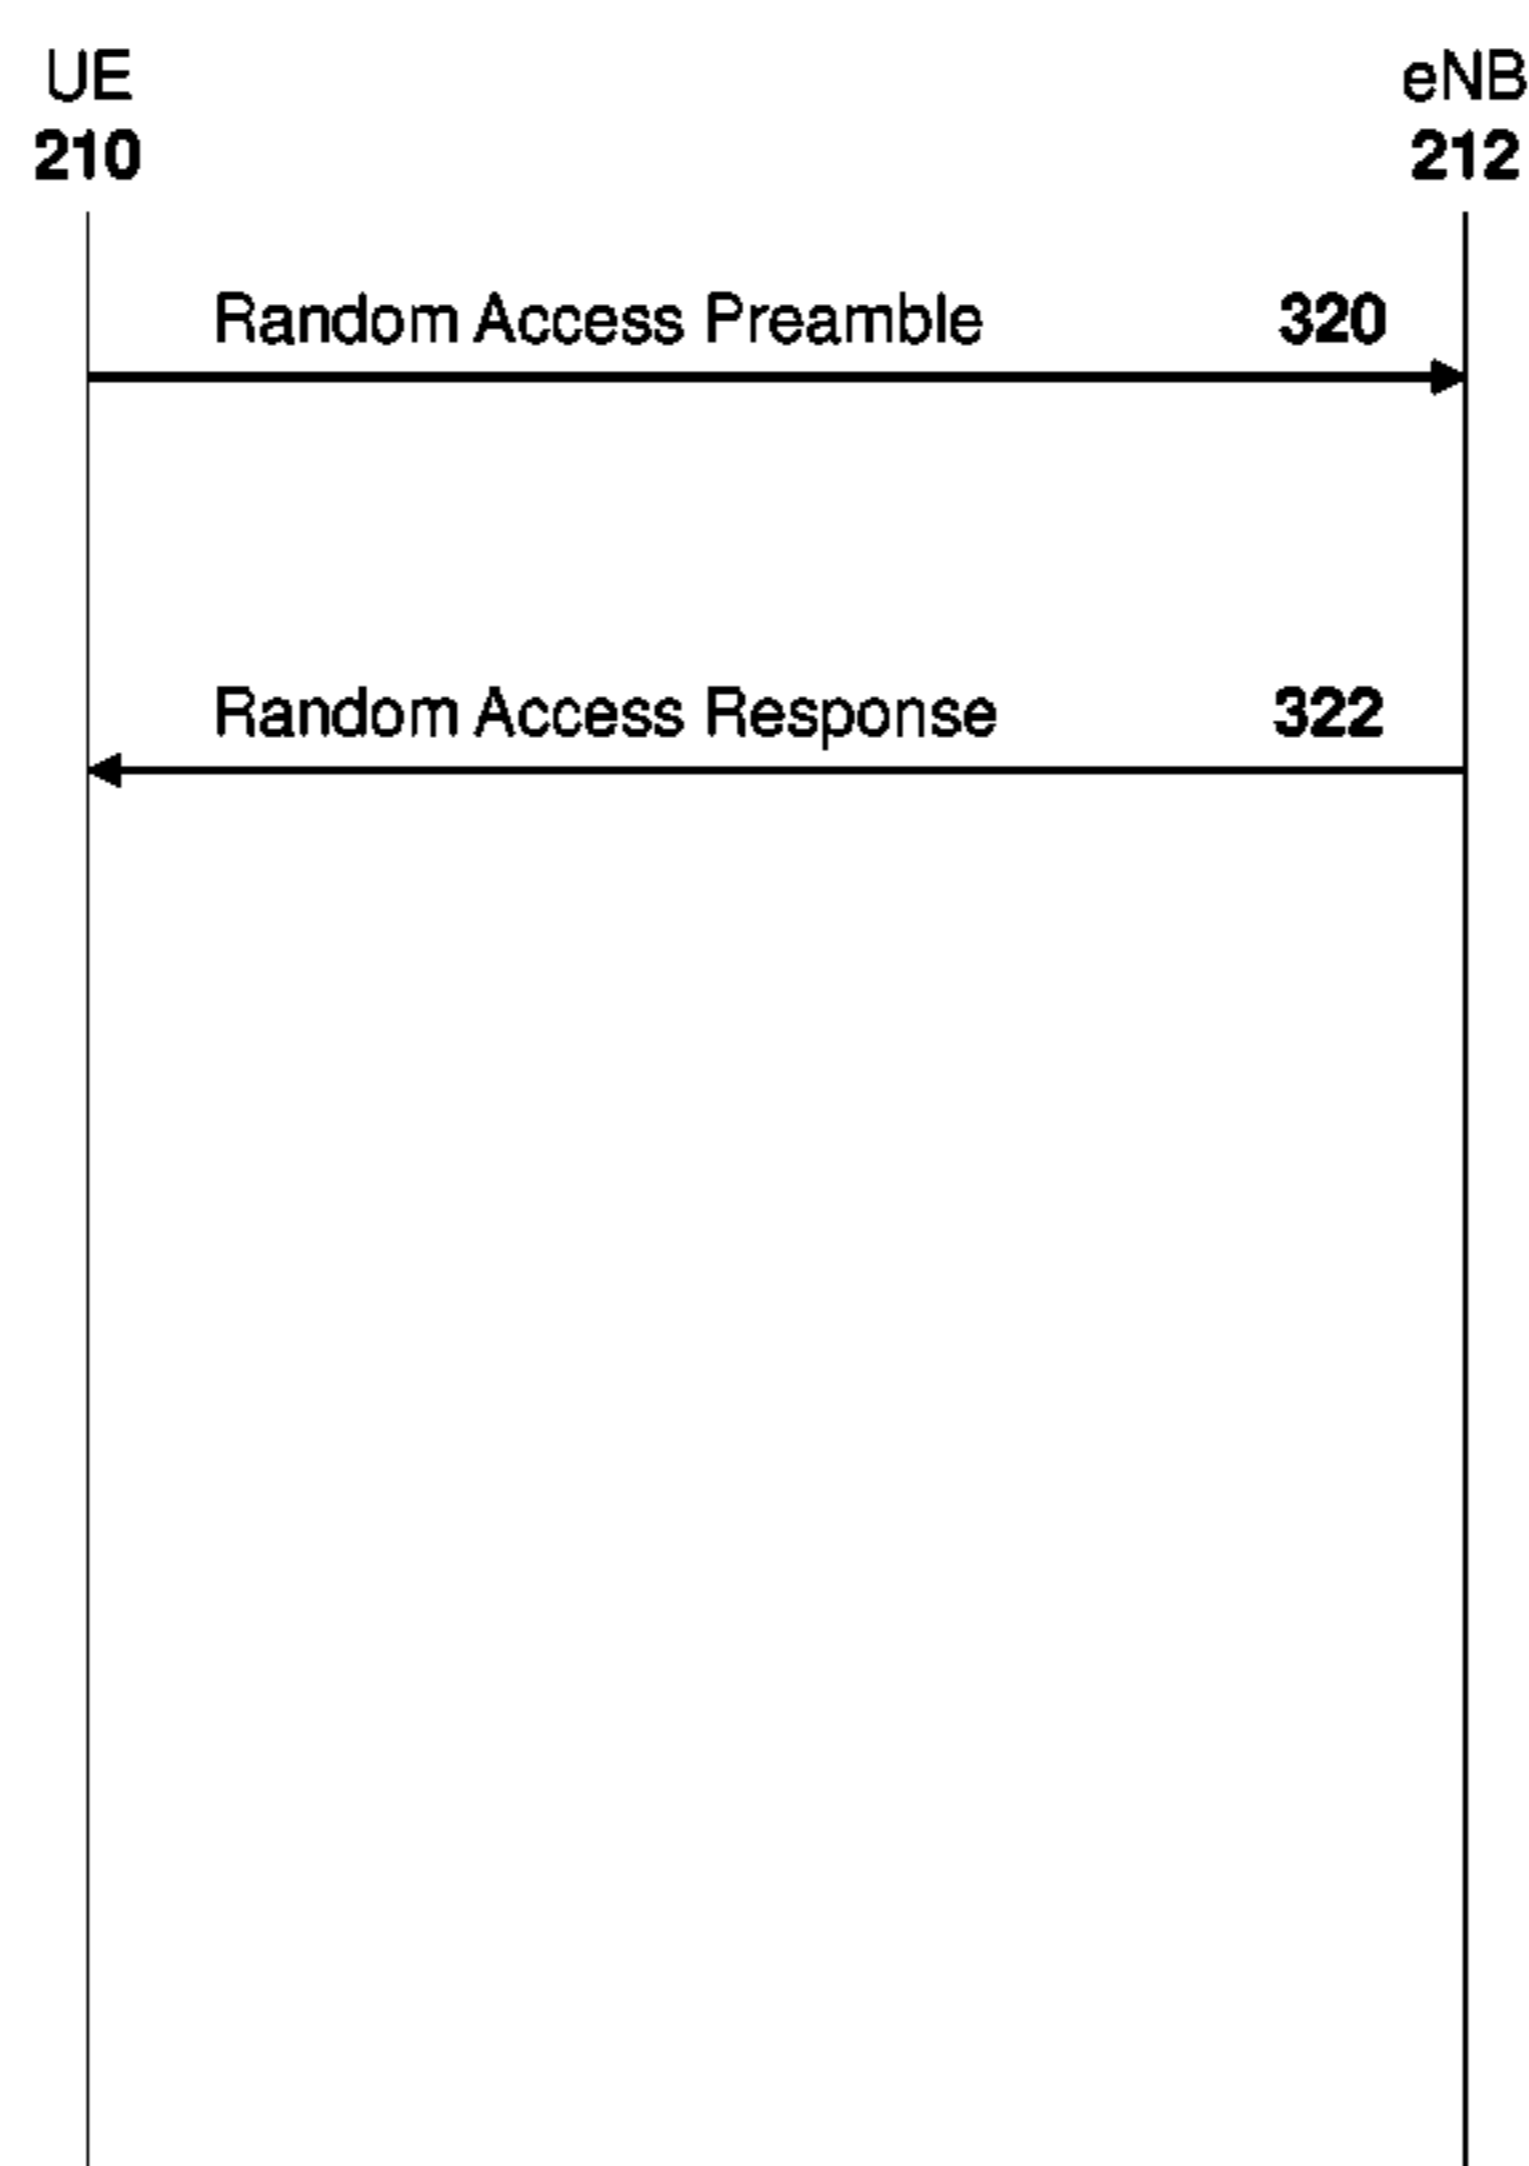 UE
210
eNB
212
Random Access Preamble 320
Random Access Response 322